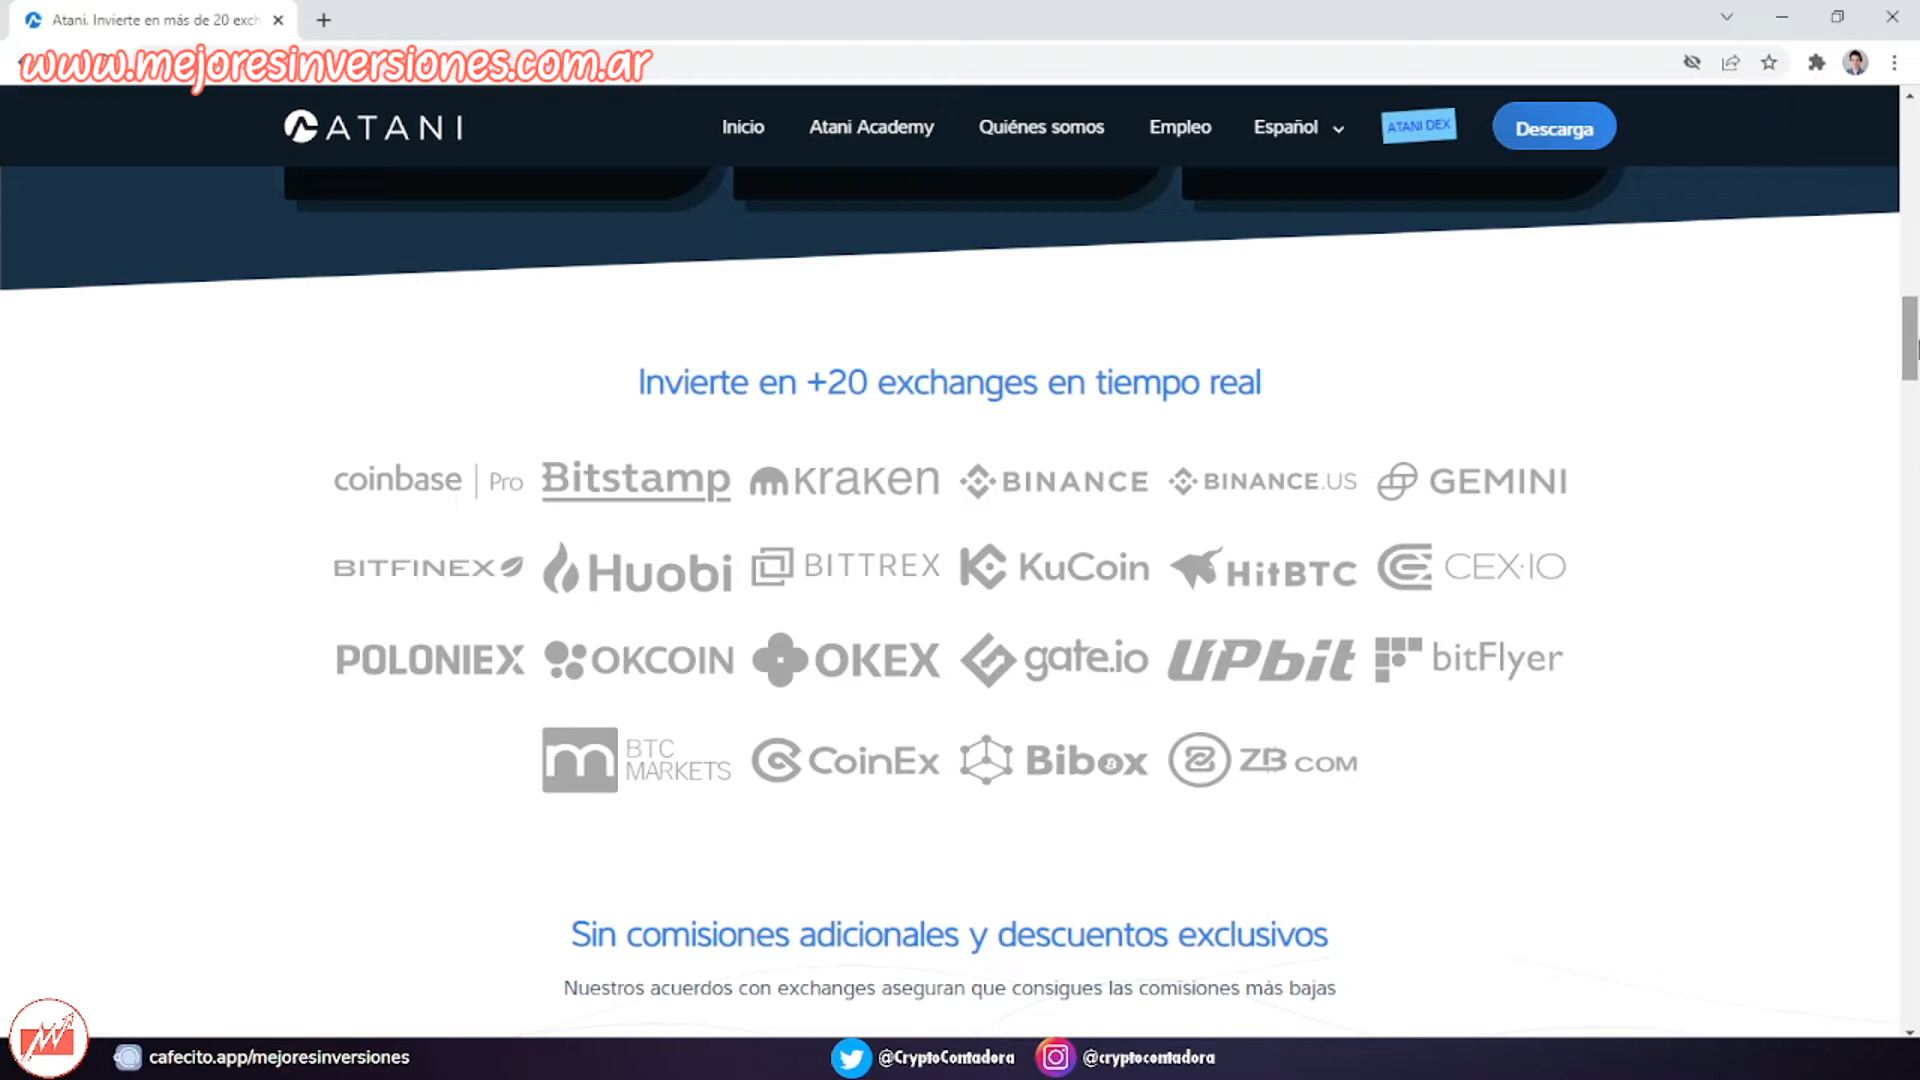 Atani. Invierte en más de 20 exch
www.mejoresinversiones.com.ar
ATANI
Inicio
Atani Academy
Quiénes somos
Empleo
Español
ATANI DEX
Descarga
Invierte en +20 exchanges en tiempo real
coinbase | Pro
Bitstamp
kraken
BINANCE
BINANCE.US
GEMINI
BITFINEX
Huobi
BITTREX
KuCoin
HitBTC
CEX·IO
POLONIEX
OKCOIN
OKEX
gate.io
UPbit
bitFlyer
m BTC MARKETS
CoinEx
Bibox
ZB COM
Sin comisiones adicionales y descuentos exclusivos
Nuestros acuerdos con exchanges aseguran que consigues las comisiones más bajas
cafecito.app/mejoresinversiones
@CryptoContadora
@cryptocontadora